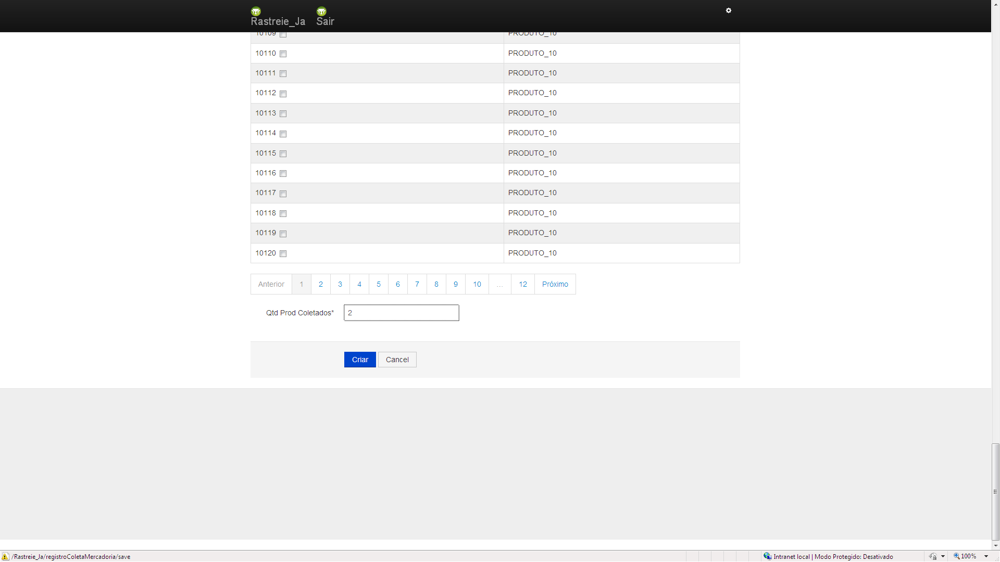 Rastreie_Ja Sair
10109 PRODUTO_10
10110 PRODUTO_10
10111 PRODUTO_10
10112 PRODUTO_10
10113 PRODUTO_10
10114 PRODUTO_10
10115 PRODUTO_10
10116 PRODUTO_10
10117 PRODUTO_10
10118 PRODUTO_10
10119 PRODUTO_10
10120 PRODUTO_10
Anterior 1 2 3 4 5 6 7 8 9 10 ... 12 Próximo
Qtd Prod Coletados* 2
Criar Cancel
/Rastreie_Ja/registroColetaMercadoria/save Intranet local | Modo Protegido: Desativado 100%